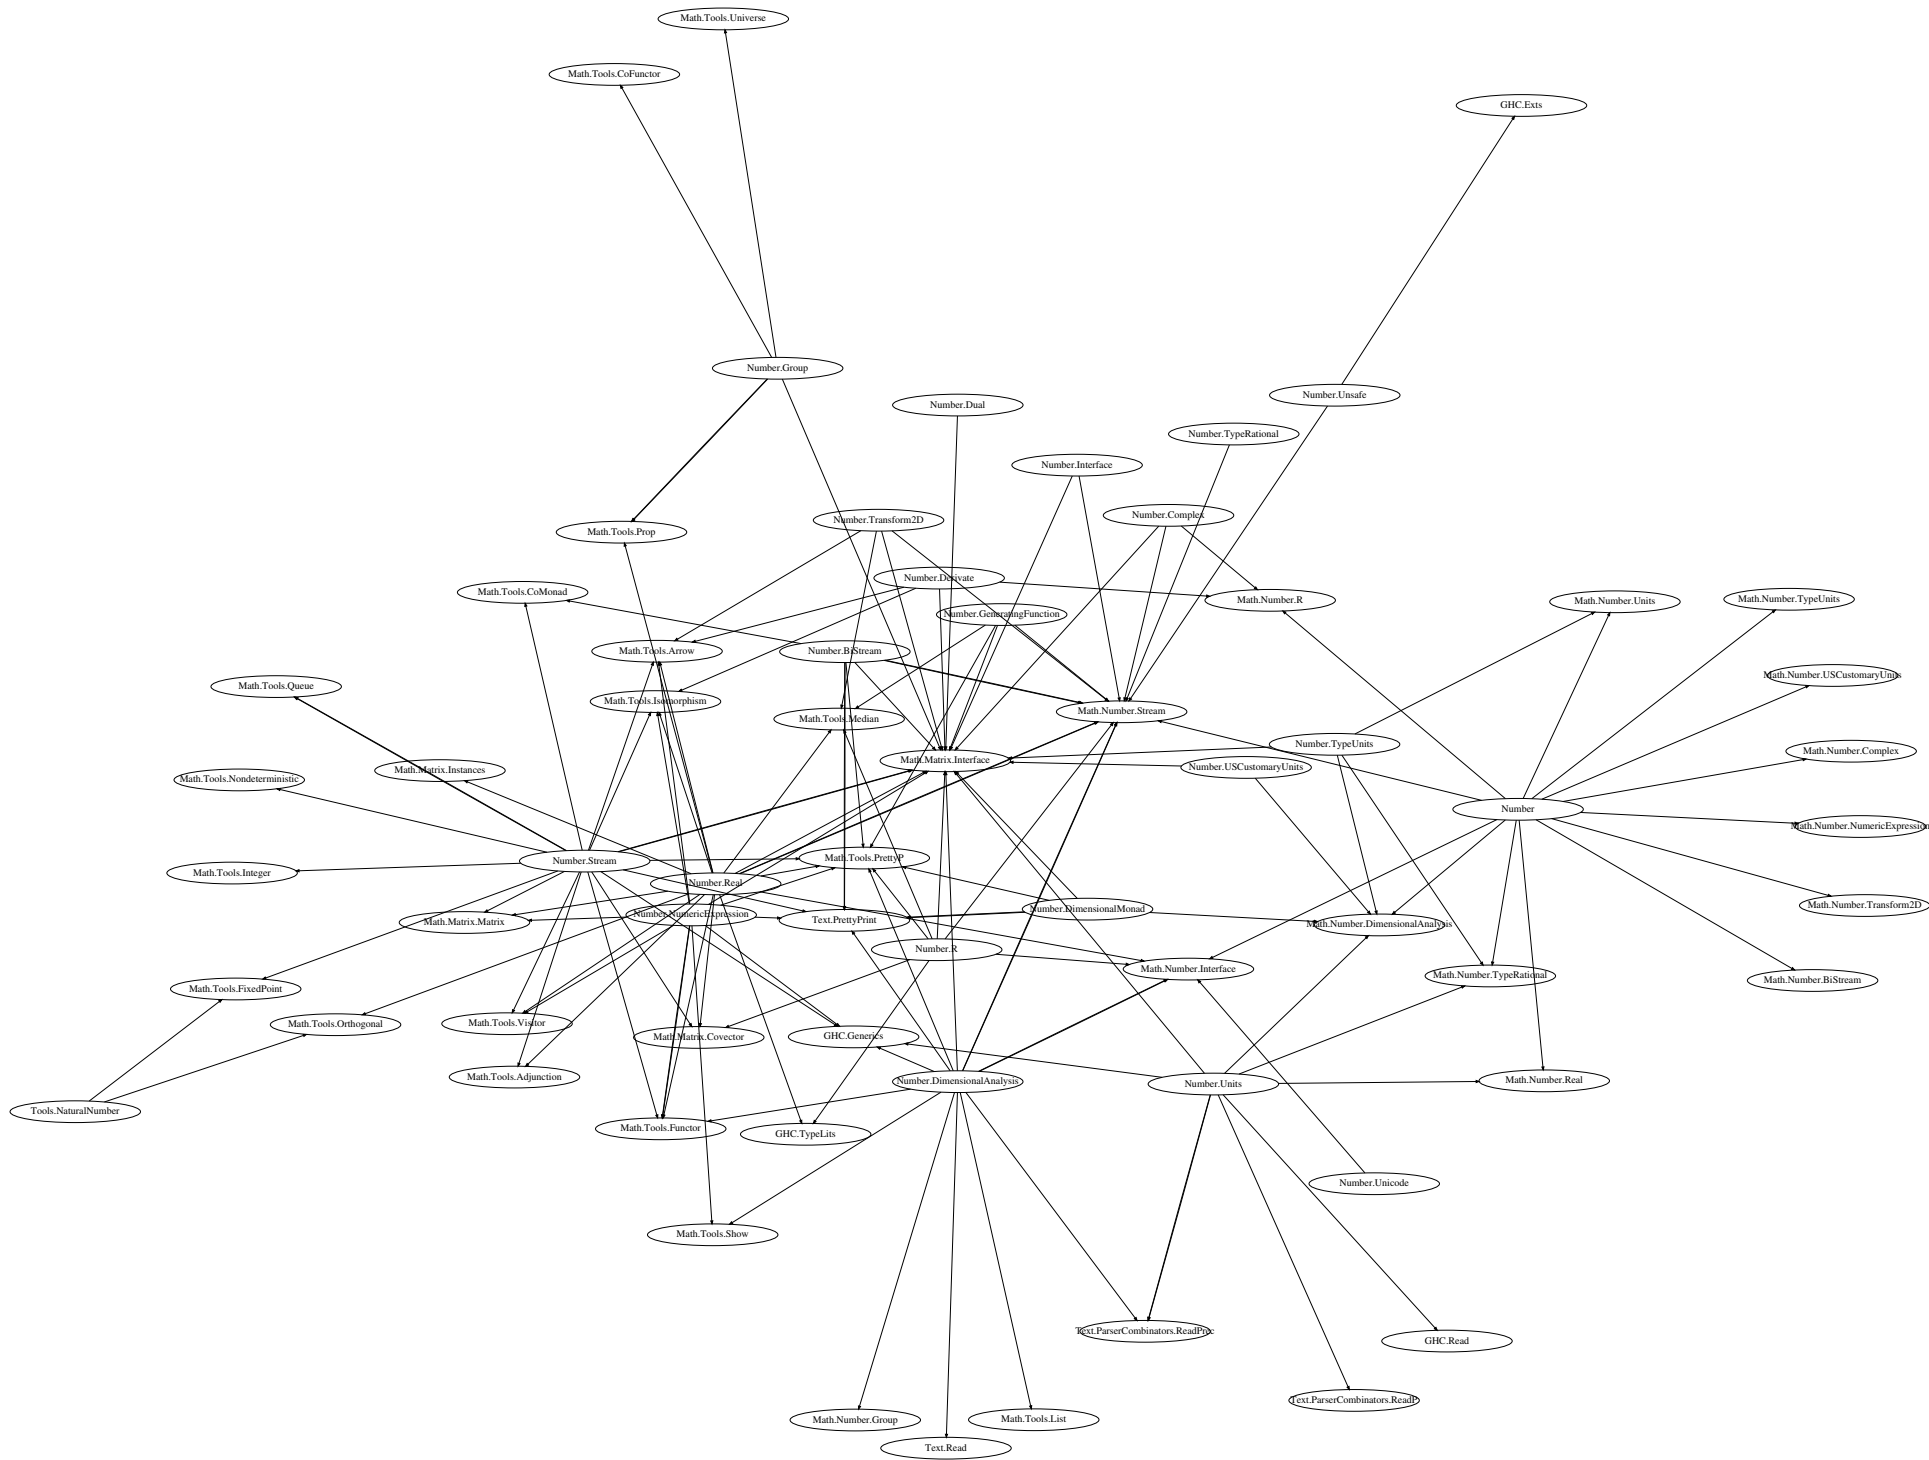 Math.Tools.Universe
Math.Tools.CoFunctor
GHC.Exts
Number.Group
Number.Unsafe
Number.Dual
Number.TypeRational
Number.Interface
Number.Complex
Number.Transform2D
Math.Tools.Prop
Number.Derivate
Math.Tools.CoMonad
Math.Number.R
Math.Number.Units
Math.Number.TypeUnits
Number.GeneratingFunction
Math.Tools.Arrow
Number.BiStream
Math.Number.USCustomaryUnits
Math.Tools.Queue
Math.Tools.Isomorphism
Math.Number.Stream
Math.Tools.Median
Number.TypeUnits
Math.Number.Complex
Math.Matrix.Interface
Number.USCustomaryUnits
Math.Matrix.Instances
Math.Tools.Nondeterministic
Number
Math.Number.NumericExpression
Number.Stream
Math.Tools.PrettyP
Math.Tools.Integer
Number.Real
Math.Number.Transform2D
Number.DimensionalMonad
Number.NumericExpression
Text.PrettyPrint
Math.Matrix.Matrix
Math.Number.DimensionalAnalysis
Number.R
Math.Number.Interface
Math.Number.TypeRational
Math.Number.BiStream
Math.Tools.FixedPoint
Math.Tools.Orthogonal
Math.Tools.Visitor
Math.Matrix.Covector
GHC.Generics
Math.Tools.Adjunction
Number.DimensionalAnalysis
Number.Units
Math.Number.Real
Tools.NaturalNumber
Math.Tools.Functor
GHC.TypeLits
Number.Unicode
Math.Tools.Show
Text.ParserCombinators.ReadPrec
GHC.Read
Text.ParserCombinators.ReadP
Math.Number.Group
Math.Tools.List
Text.Read